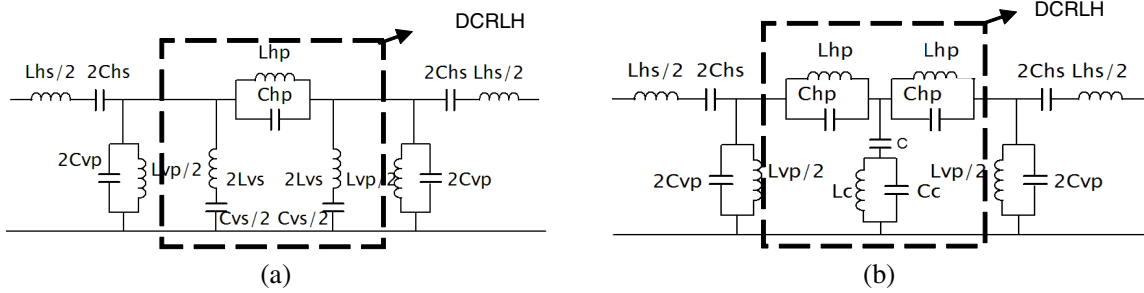 DCRLH
Lhs/2 2Chs
Lhp
Chp
2Chs Lhs/2
2Cvp
Lvp/2
2Lvs
2Lvs
Lvp/2
2Cvp
Cvs/2
Cvs/2
(a)
DCRLH
Lhs/2 2Chs
Lhp
Lhp
Chp
Chp
2Chs Lhs/2
C
2Cvp
Lvp/2
Lc
Cc
Lvp/2
2Cvp
(b)